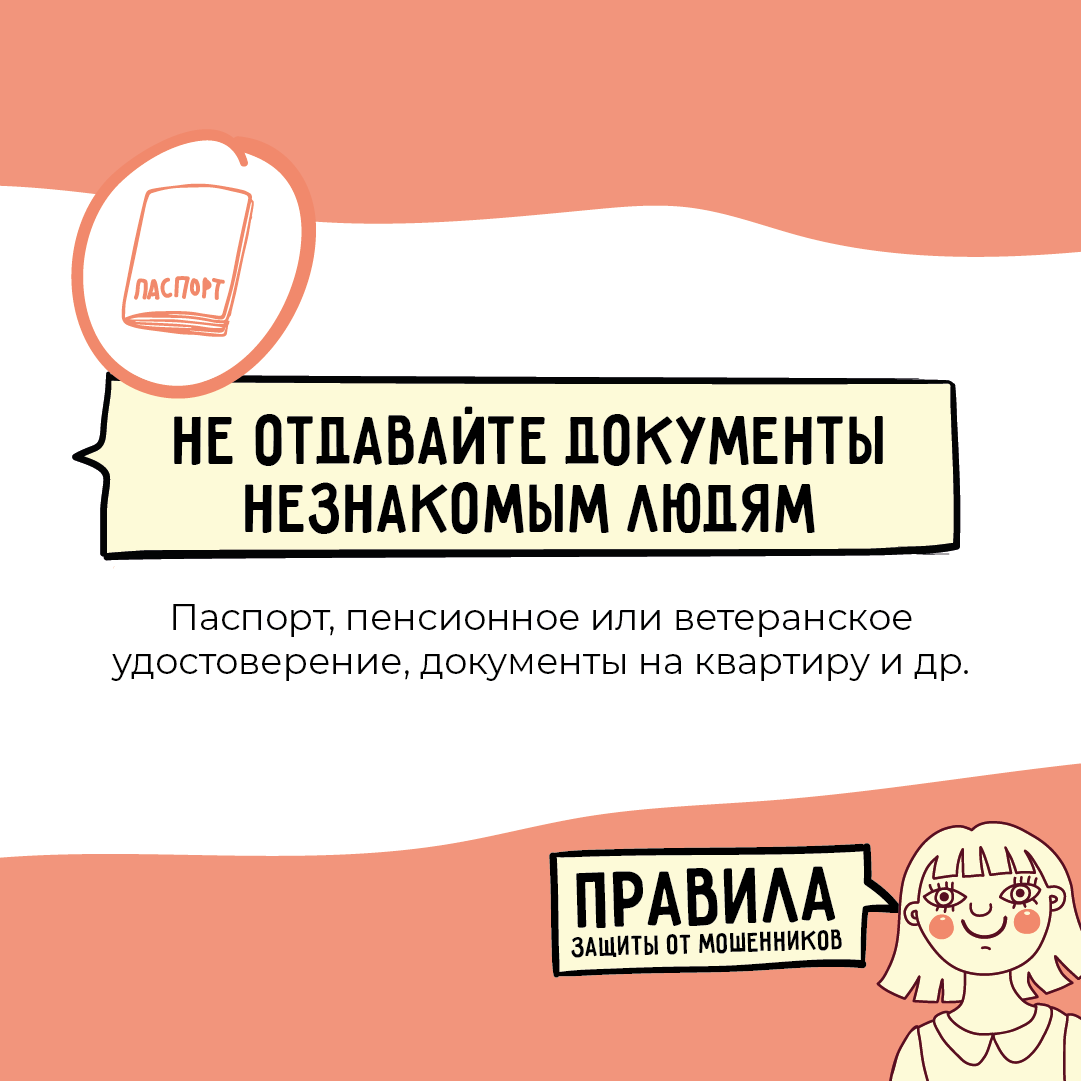 ПАСПОРТ
НЕ ОТДАВАЙТЕ ДОКУМЕНТЫ
НЕЗНАКОМЫМ ЛЮДЯМ
Паспорт, пенсионное или ветеранское
удостоверение, документы на квартиру и др.
ПРАВИЛА
ЗАЩИТЫ ОТ МОШЕННИКОВ